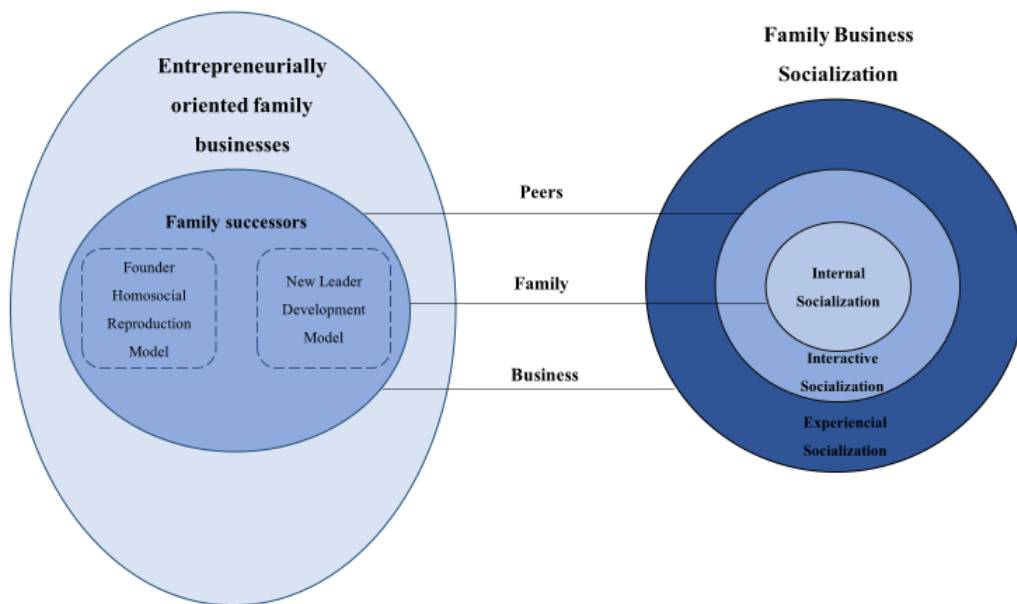 Entrepreneurially
oriented family
businesses
Family successors
Founder
Homosocial
Reproduction
Model
New Leader
Development
Model
Peers
Family
Business
Family Business
Socialization
Internal
Socialization
Interactive
Socialization
Experiencial
Socialization